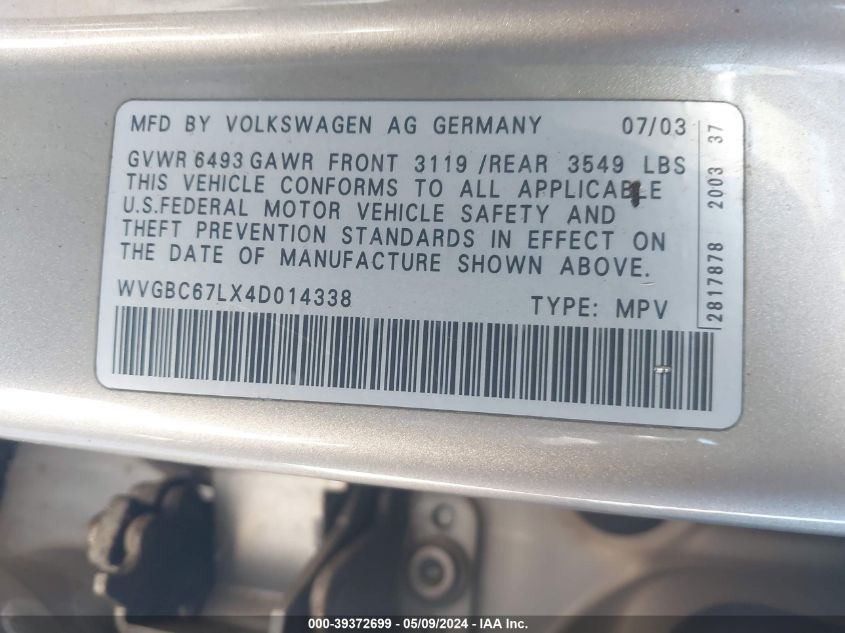 MFD BY VOLKSWAGEN AG GERMANY 07/03
GVWR 6493 GAWR FRONT 3119 /REAR 3549 LBS
THIS VEHICLE CONFORMS TO ALL APPLICABLE
U.S.FEDERAL MOTOR VEHICLE SAFETY AND
THEFT PREVENTION STANDARDS IN EFFECT ON
THE DATE OF MANUFACTURE SHOWN ABOVE.
WVGBC67LX4D014338 TYPE: MPV
2817878 2003 37
000-39372699 - 05/09/2024 - IAA Inc.